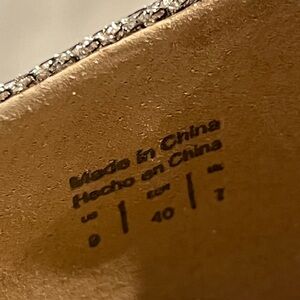 Made in China
Hecho en China
US | EUR | UK
9 | 40 | 7